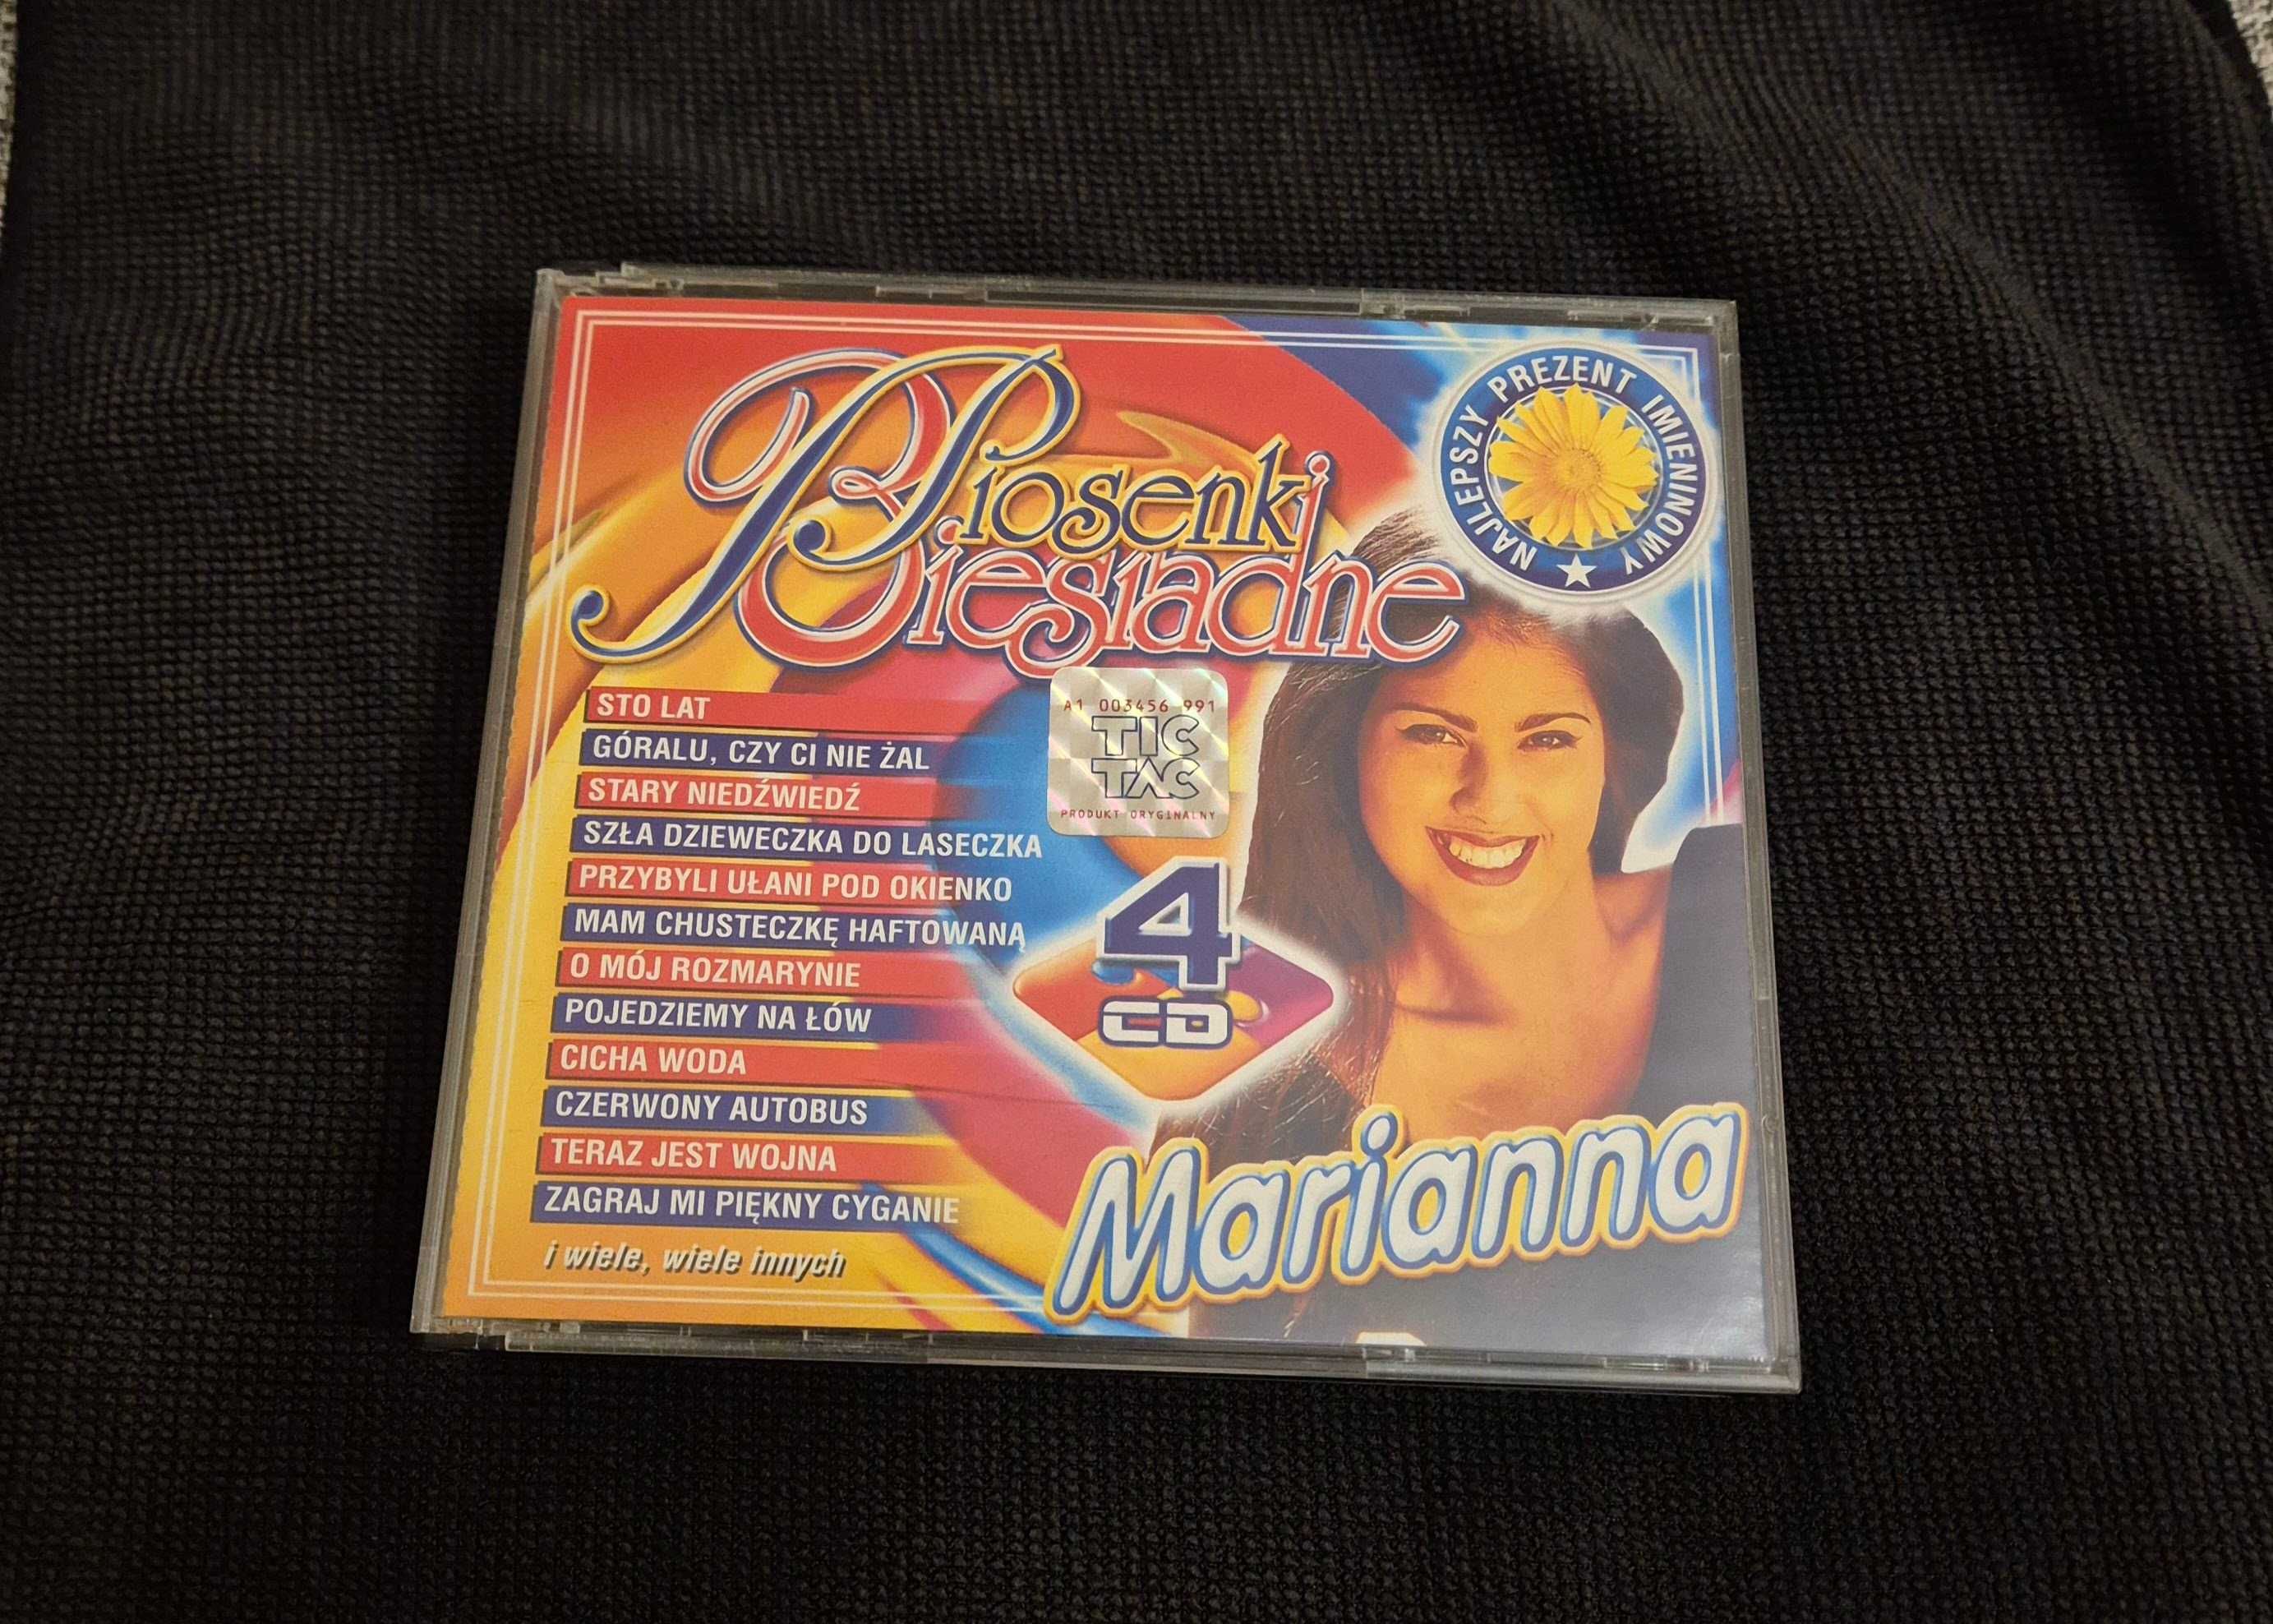 Piosenki
Biesiadne
NAJLEPSZY PREZENT IMIENINOWY
STO LAT
GÓRALU, CZY CI NIE ŻAL
STARY NIEDŹWIEDŹ
SZŁA DZIEWECZKA DO LASECZKA
PRZYBYLI UŁANI POD OKIENKO
MAM CHUSTECZKĘ HAFTOWANĄ
O MÓJ ROZMARYNIE
POJEDZIEMY NA ŁÓW
CICHA WODA
CZERWONY AUTOBUS
TERAZ JEST WOJNA
ZAGRAJ MI PIĘKNY CYGANIE
i wiele, wiele innych
A1 003456 991
TIC
TAC
PRODUKT ORYGINALNY
4
CD
Marianna